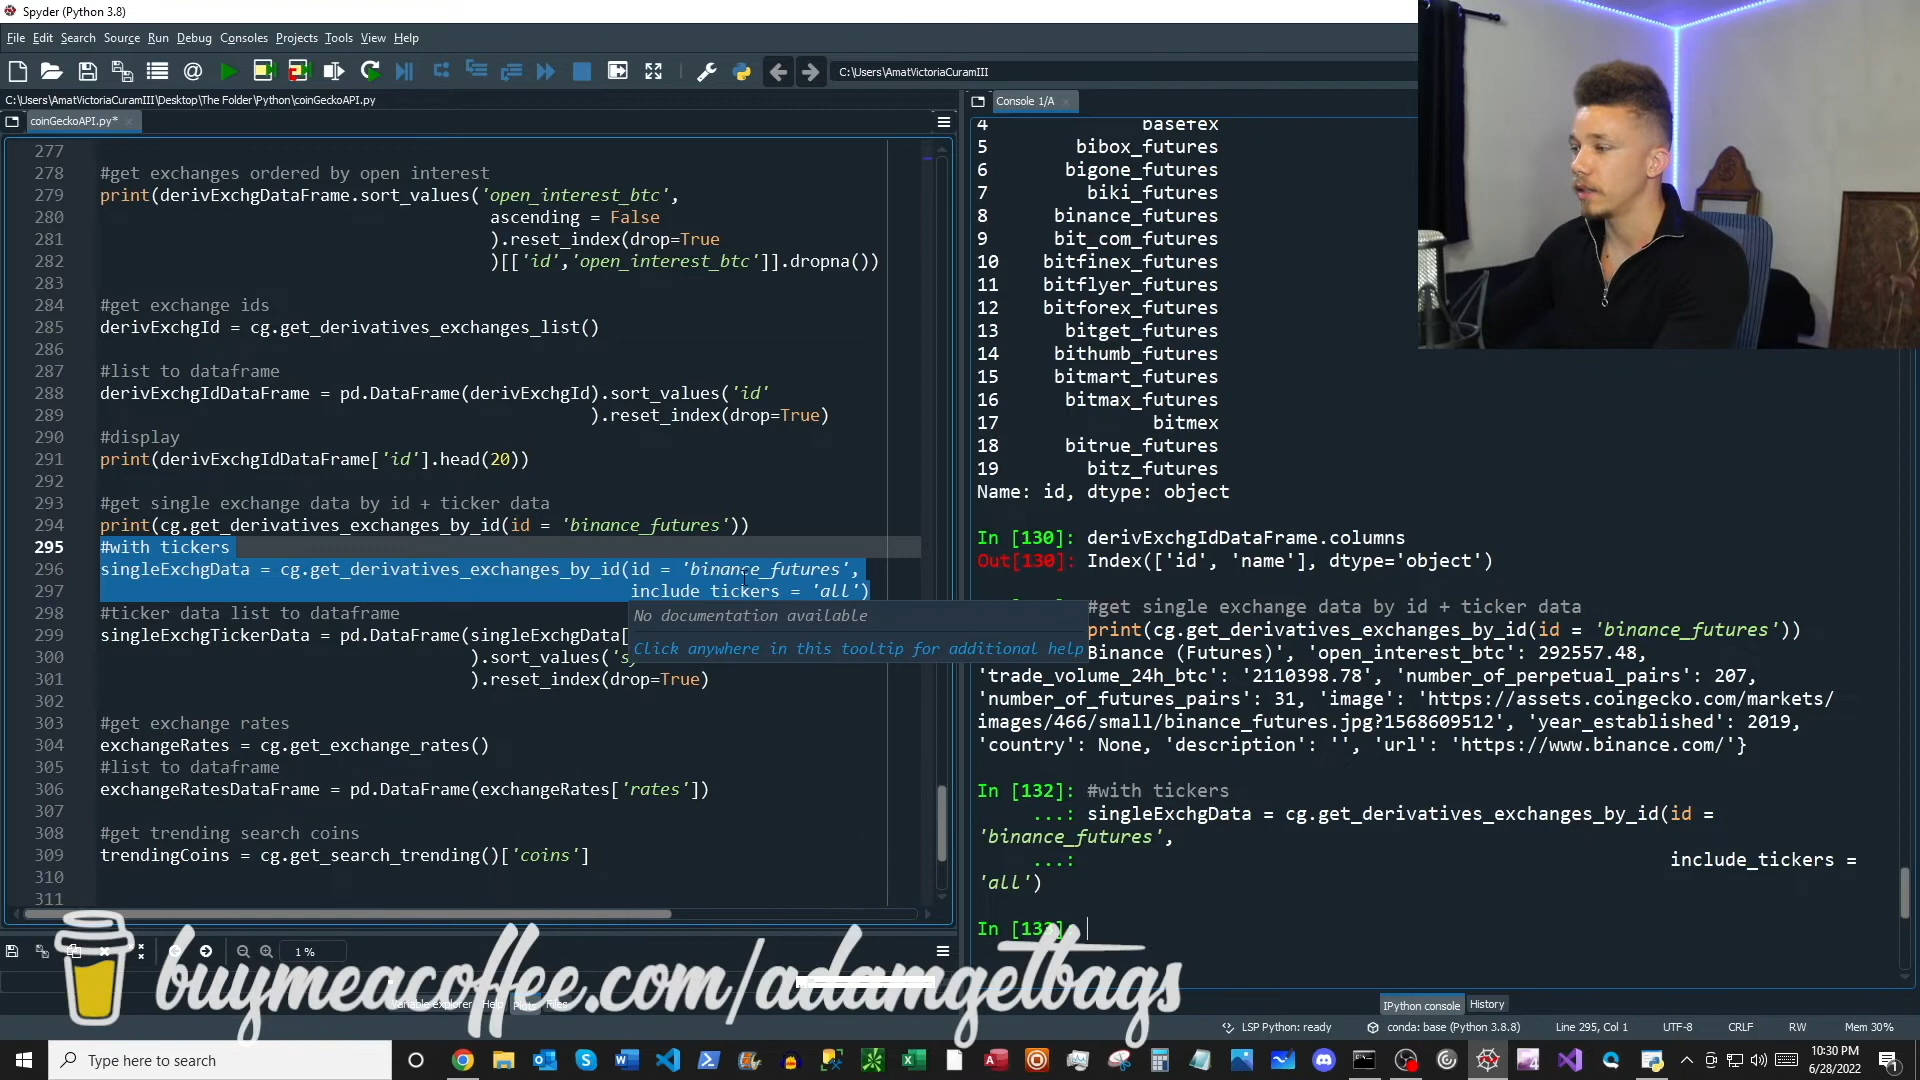 Spyder (Python 3.8)
File Edit Search Source Run Debug Consoles Projects Tools View Help
C:\Users\AmatVictoriaCuramIII
C:\Users\AmatVictoriaCuramIII\Desktop\The Folder\Python\coinGeckoAPI.py
coinGeckoAPI.py*
277
278 #get exchanges ordered by open interest
279 print(derivExchgDataFrame.sort_values('open_interest_btc',
280 ascending = False
281 ).reset_index(drop=True
282 )[['id','open_interest_btc']].dropna())
283
284 #get exchange ids
285 derivExchgId = cg.get_derivatives_exchanges_list()
286
287 #list to dataframe
288 derivExchgIdDataFrame = pd.DataFrame(derivExchgId).sort_values('id'
289 ).reset_index(drop=True)
290 #display
291 print(derivExchgIdDataFrame['id'].head(20))
292
293 #get single exchange data by id + ticker data
294 print(cg.get_derivatives_exchanges_by_id(id = 'binance_futures'))
295 #with tickers
296 singleExchgData = cg.get_derivatives_exchanges_by_id(id = 'binance_futures',
297 include_tickers = 'all')
298 #ticker data list to dataframe
299 singleExchgTickerData = pd.DataFrame(singleExchgData[
300 ).sort_values('s
301 ).reset_index(drop=True)
302
303 #get exchange rates
304 exchangeRates = cg.get_exchange_rates()
305 #list to dataframe
306 exchangeRatesDataFrame = pd.DataFrame(exchangeRates['rates'])
307
308 #get trending search coins
309 trendingCoins = cg.get_search_trending()['coins']
310
311
No documentation available
Click anywhere in this tooltip for additional help
1 %
Variable explorer Help Plots Files
buymeacoffee.com/adamgetbags
Console 1/A
4 basefex
5 bibox_futures
6 bigone_futures
7 biki_futures
8 binance_futures
9 bit_com_futures
10 bitfinex_futures
11 bitflyer_futures
12 bitforex_futures
13 bitget_futures
14 bithumb_futures
15 bitmart_futures
16 bitmax_futures
17 bitmex
18 bitrue_futures
19 bitz_futures
Name: id, dtype: object
In [130]: derivExchgIdDataFrame.columns
Out[130]: Index(['id', 'name'], dtype='object')
#get single exchange data by id + ticker data
print(cg.get_derivatives_exchanges_by_id(id = 'binance_futures'))
Binance (Futures)', 'open_interest_btc': 292557.48,
'trade_volume_24h_btc': '2110398.78', 'number_of_perpetual_pairs': 207,
'number_of_futures_pairs': 31, 'image': 'https://assets.coingecko.com/markets/
images/466/small/binance_futures.jpg?1568609512', 'year_established': 2019,
'country': None, 'description': '', 'url': 'https://www.binance.com/'}
In [132]: #with tickers
...: singleExchgData = cg.get_derivatives_exchanges_by_id(id =
'binance_futures',
...: include_tickers =
'all')
In [133]:
IPython console History
LSP Python: ready conda: base (Python 3.8.8) Line 295, Col 1 UTF-8 CRLF RW Mem 30%
Type here to search
10:30 PM
6/28/2022